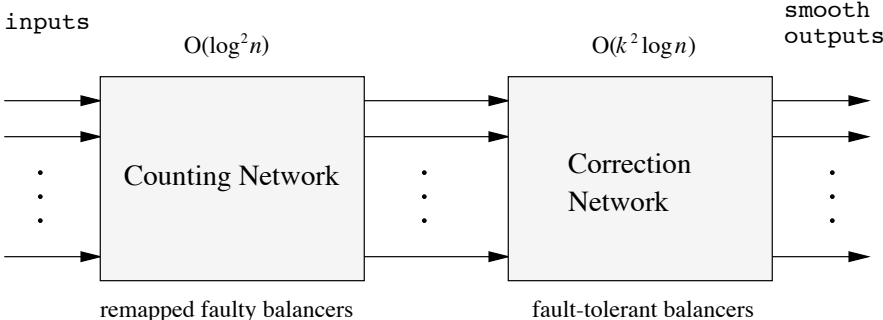 inputs
O(log²n)
O(k² log n)
smooth
outputs
Counting Network
Correction
Network
remapped faulty balancers
fault-tolerant balancers